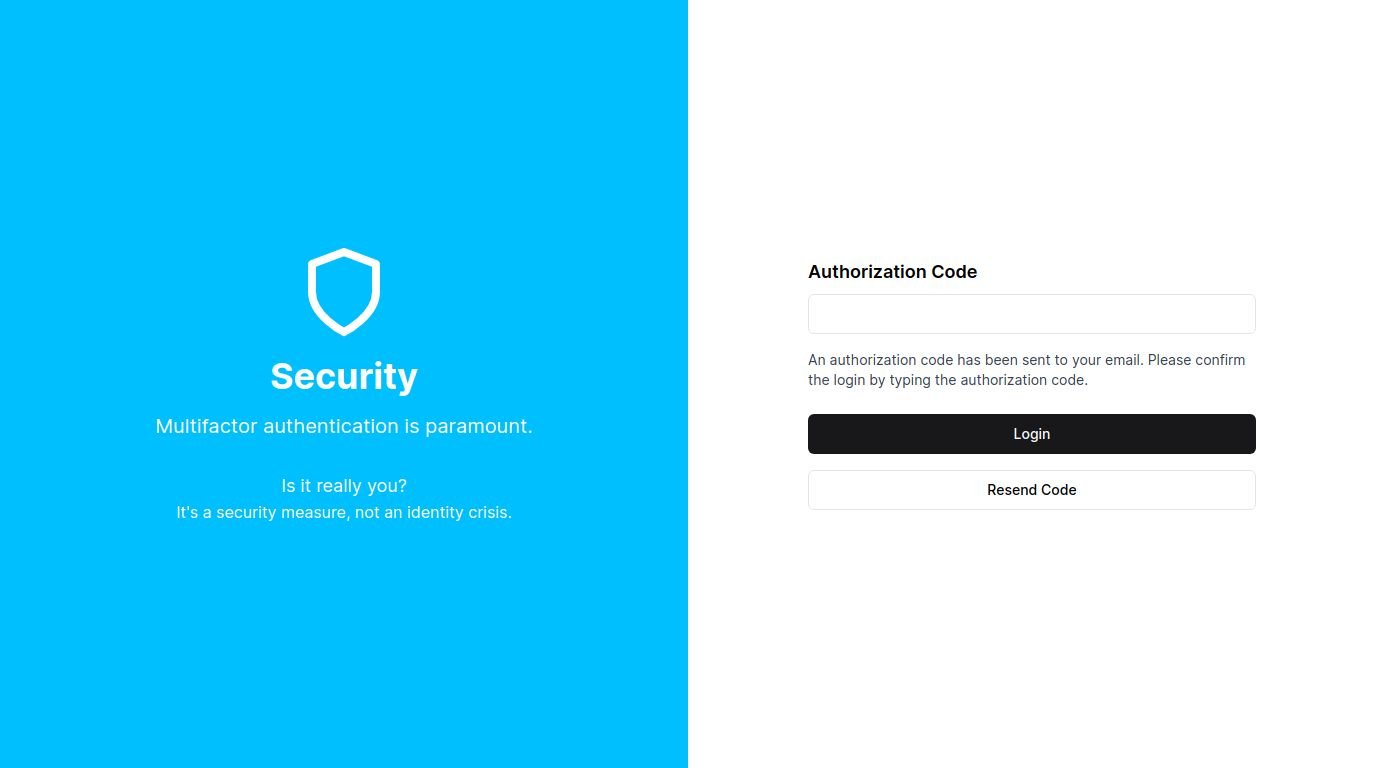 Security
Multifactor authentication is paramount.
Is it really you?
It's a security measure, not an identity crisis.
Authorization Code
An authorization code has been sent to your email. Please confirm
the login by typing the authorization code.
Login
Resend Code